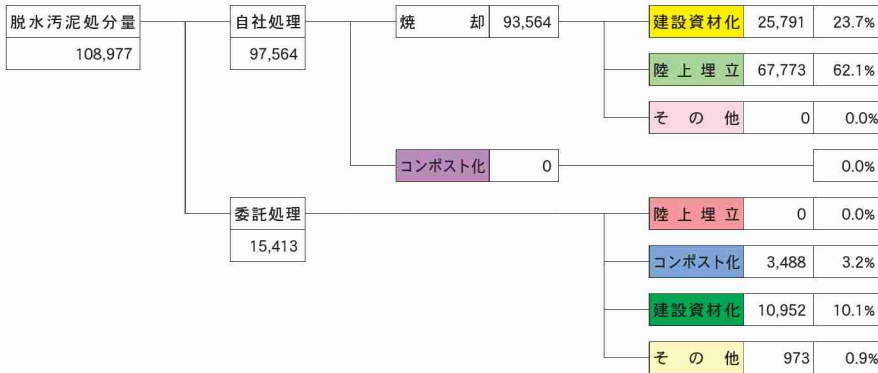 脱水汚泥処分量
108,977
自社処理
97,564
焼却 93,564
建設資材化 25,791 23.7%
陸上埋立 67,773 62.1%
その他 0 0.0%
コンポスト化 0 0.0%
委託処理
15,413
陸上埋立 0 0.0%
コンポスト化 3,488 3.2%
建設資材化 10,952 10.1%
その他 973 0.9%